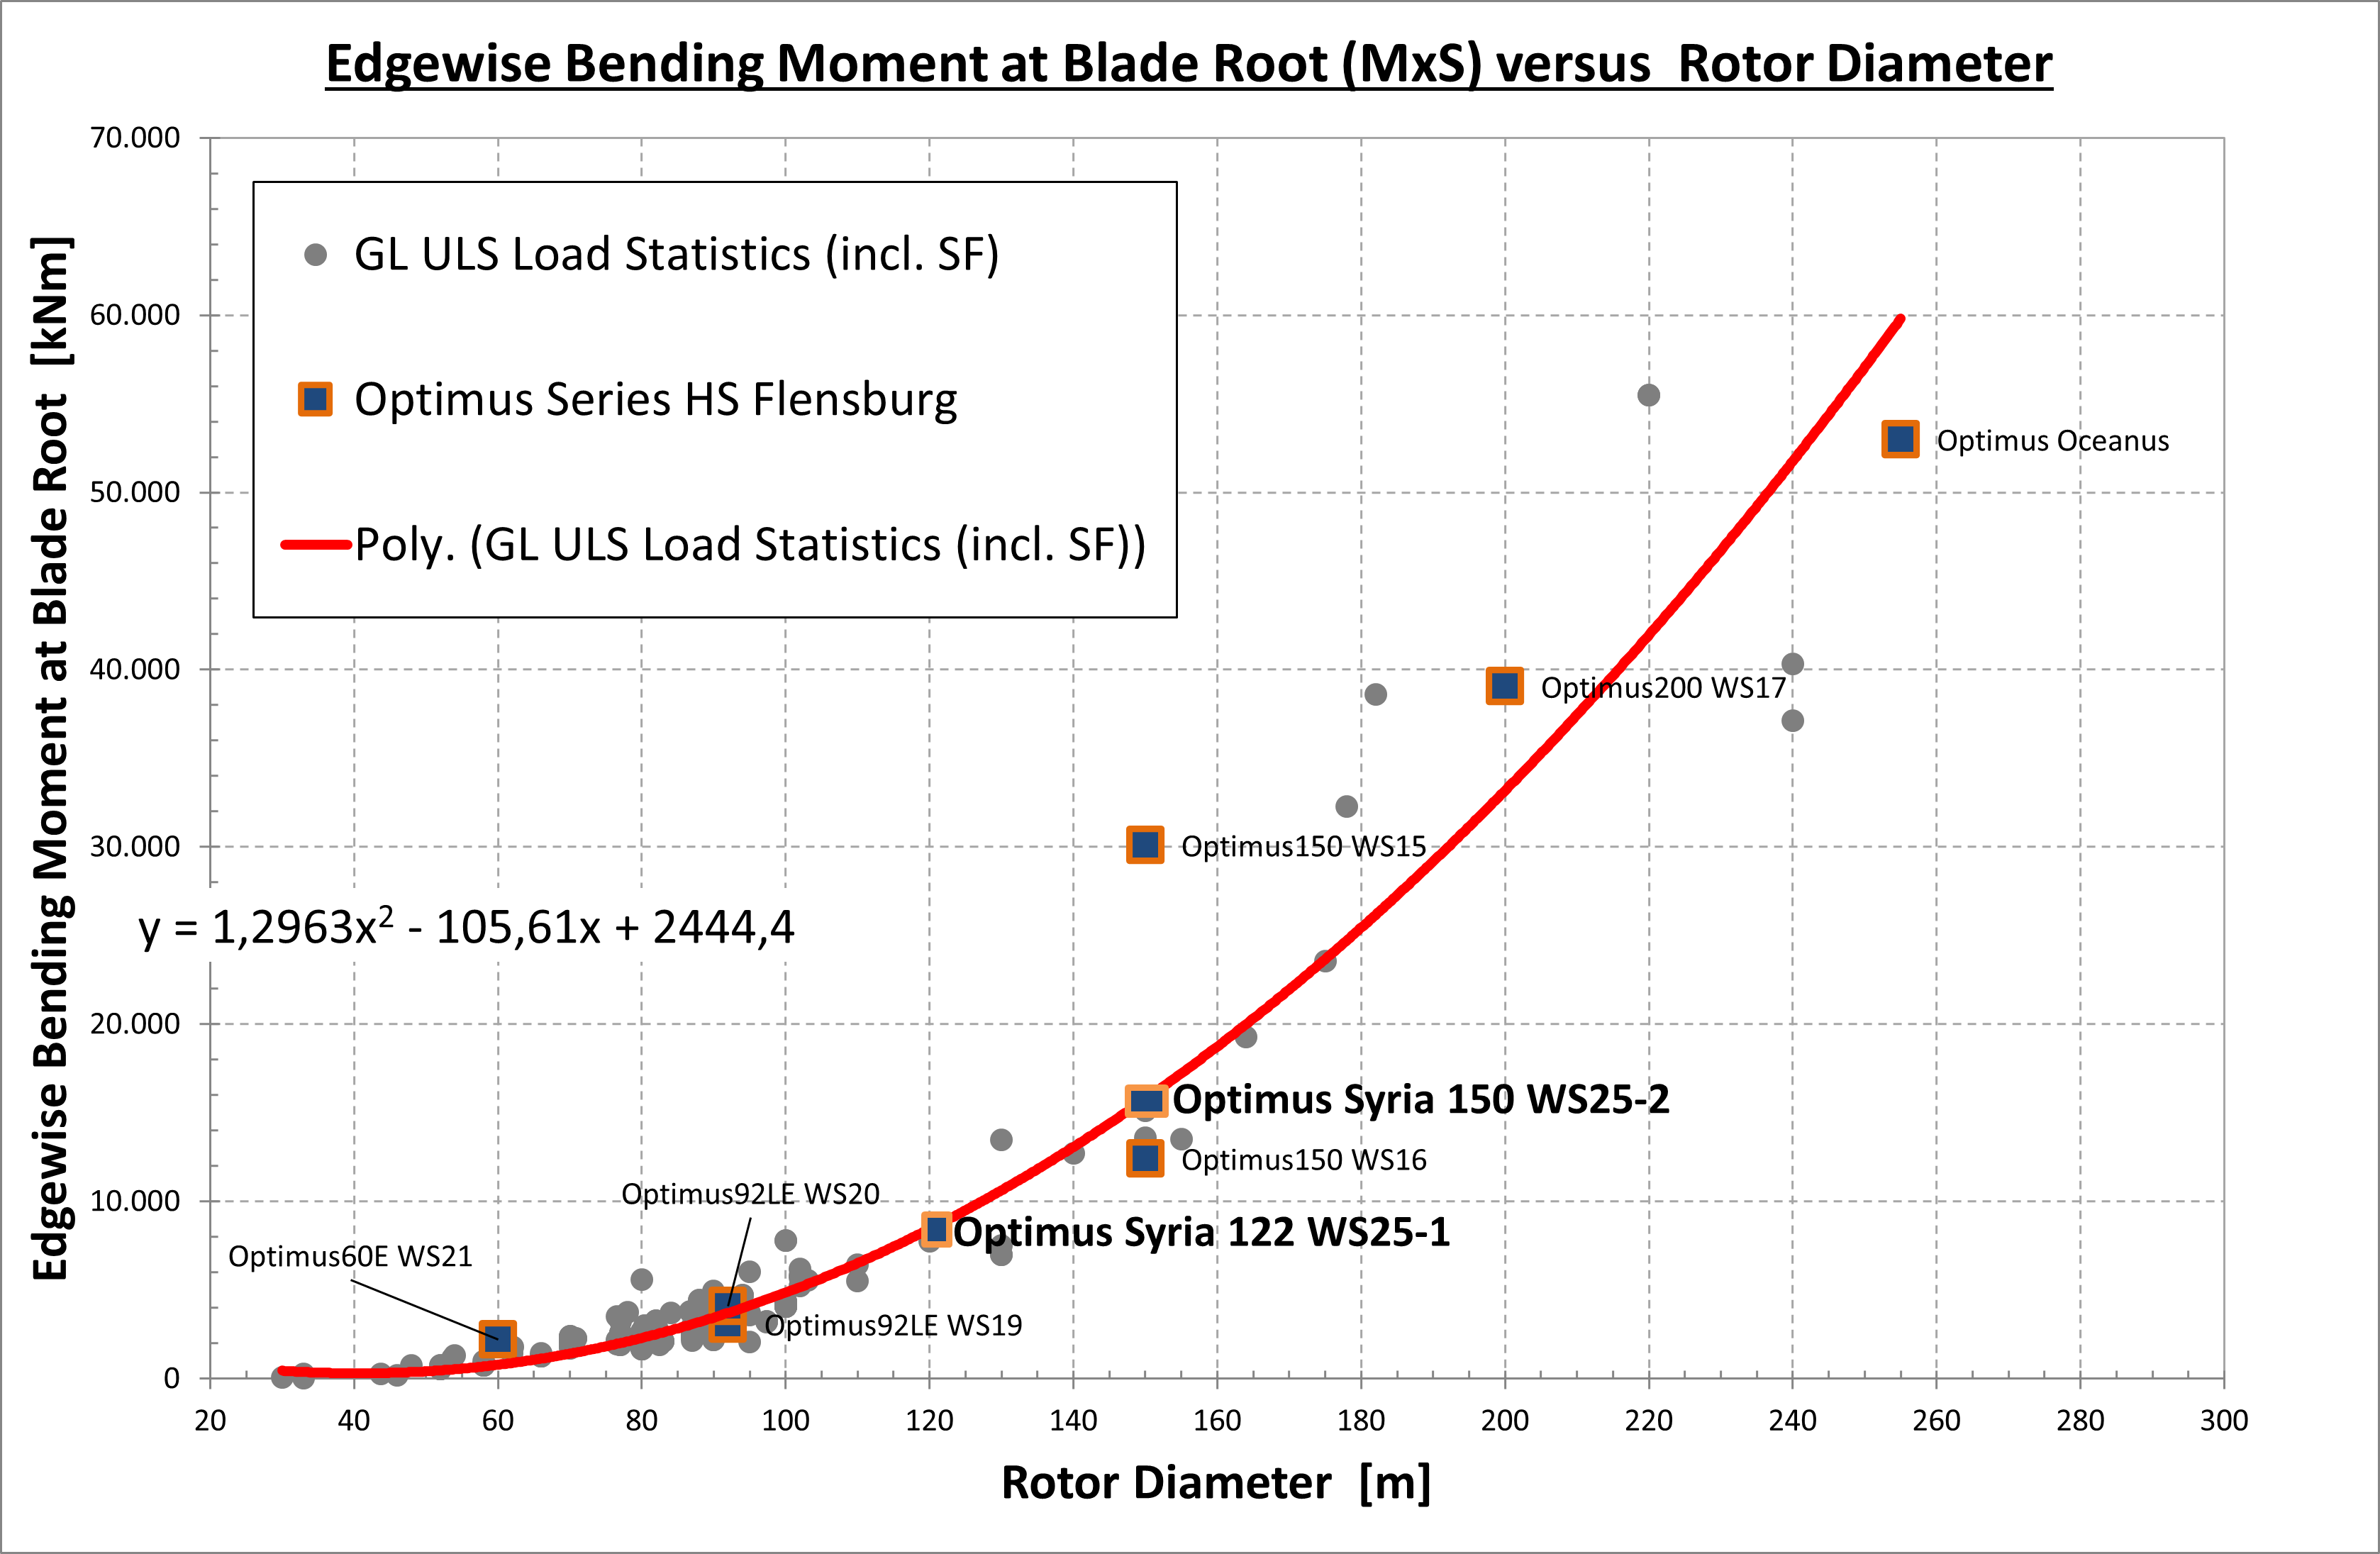 Edgewise Bending Moment at Blade Root (MxS) versus  Rotor Diameter
Edgewise Bending Moment at Blade Root  [kNm]
70.000
60.000
50.000
40.000
30.000
20.000
10.000
0
GL ULS Load Statistics (incl. SF)
Optimus Series HS Flensburg
Poly. (GL ULS Load Statistics (incl. SF))
Optimus Oceanus
Optimus200 WS17
Optimus150 WS15
y = 1,2963x² - 105,61x + 2444,4
Optimus Syria 150 WS25-2
Optimus150 WS16
Optimus92LE WS20
Optimus Syria 122 WS25-1
Optimus60E WS21
Optimus92LE WS19
20 40 60 80 100 120 140 160 180 200 220 240 260 280 300
Rotor Diameter  [m]